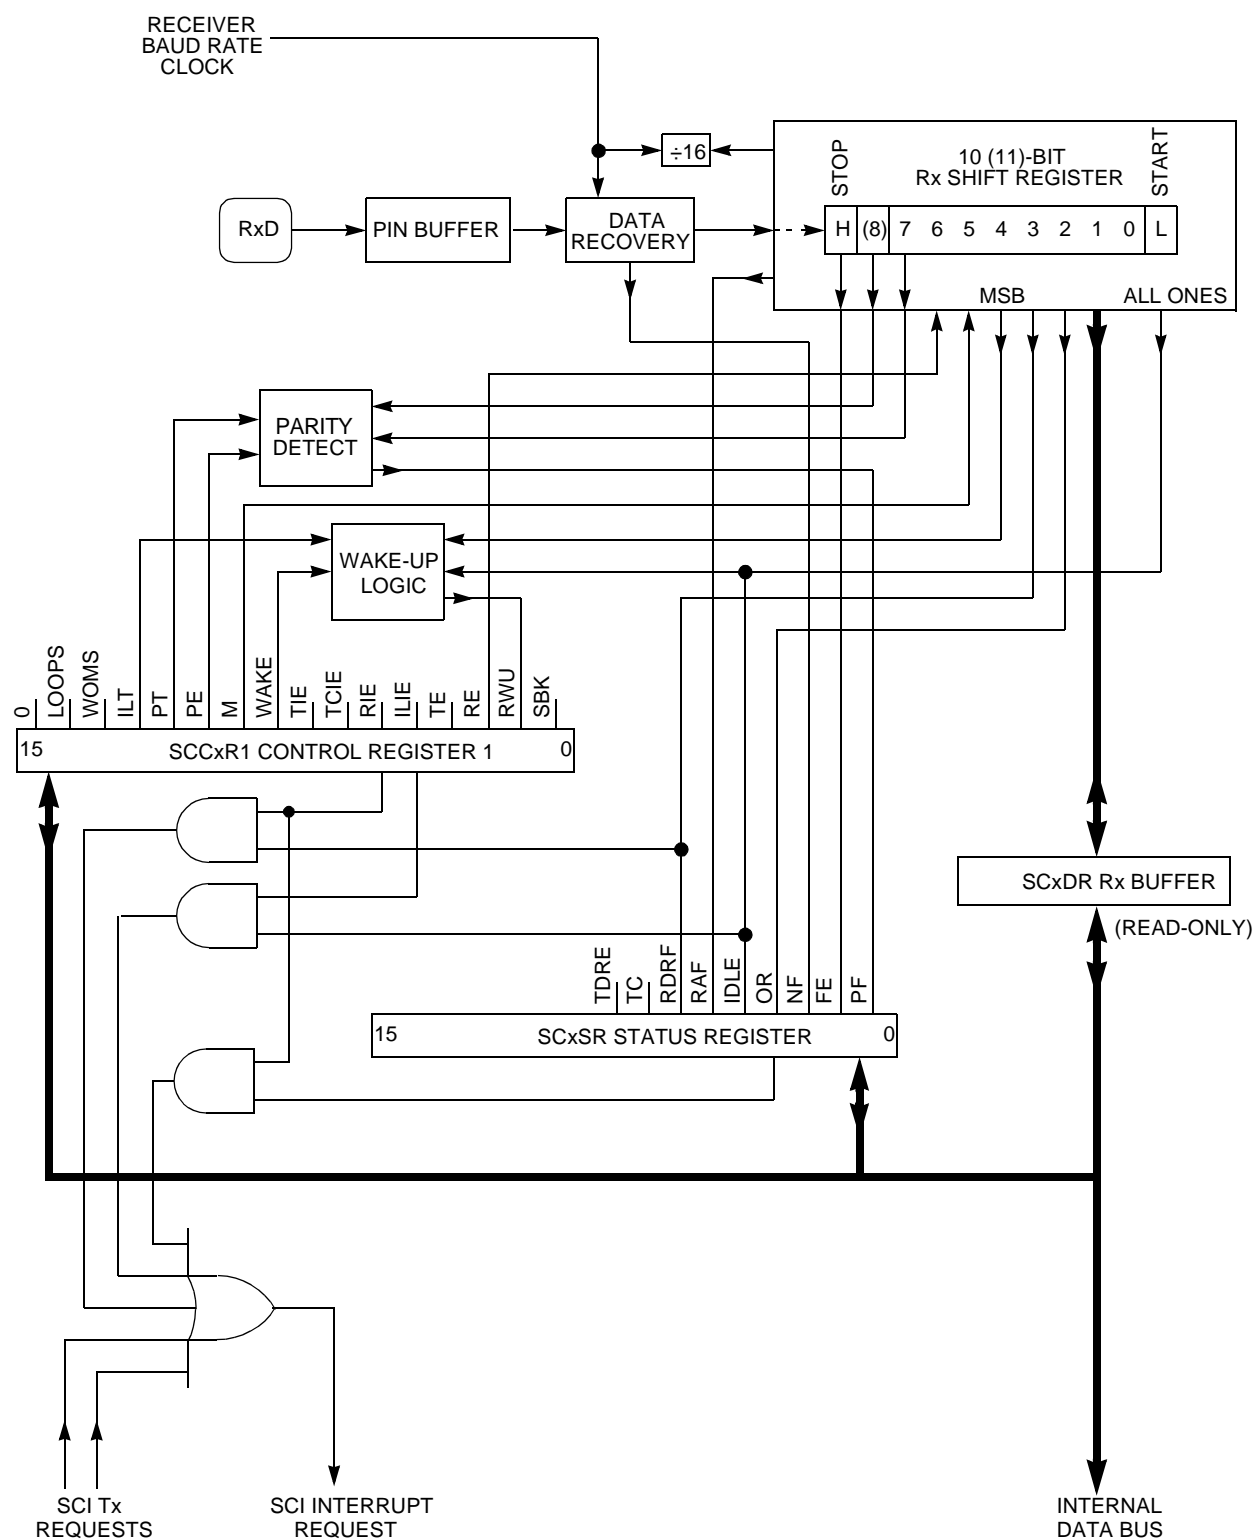 RECEIVER
BAUD RATE
CLOCK
÷16
STOP
10 (11)-BIT
Rx SHIFT REGISTER
START
RxD
PIN BUFFER
DATA
RECOVERY
H (8) 7 6 5 4 3 2 1 0 L
MSB
ALL ONES
PARITY
DETECT
WAKE-UP
LOGIC
0
LOOPS
WOMS
ILT
PT
PE
M
WAKE
TIE
TCIE
RIE
ILIE
TE
RE
RWU
SBK
15 SCCxR1 CONTROL REGISTER 1 0
SCxDR Rx BUFFER
(READ-ONLY)
TDRE
TC
RDRF
RAF
IDLE
OR
NF
FE
PF
15 SCxSR STATUS REGISTER 0
SCI Tx
REQUESTS
SCI INTERRUPT
REQUEST
INTERNAL
DATA BUS